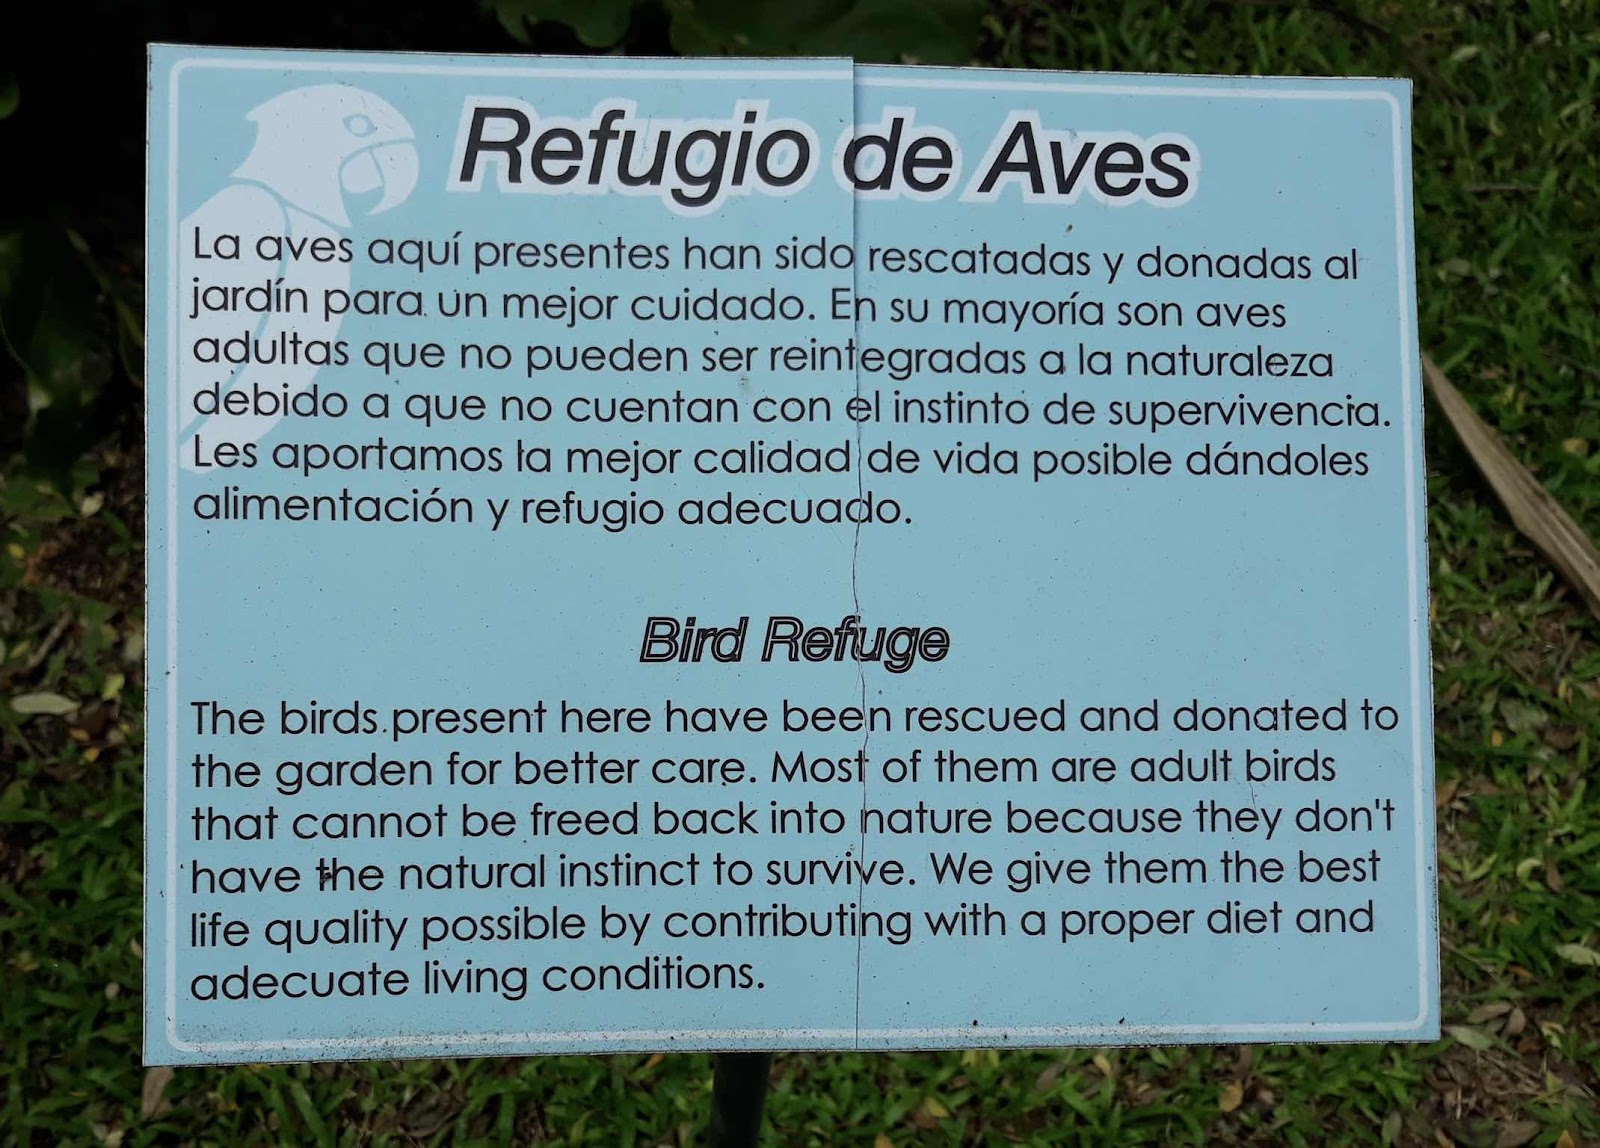 Refugio de Aves
La aves aquí presentes han sido rescatadas y donadas al
jardín para un mejor cuidado. En su mayoría son aves
adultas que no pueden ser reintegradas a la naturaleza
debido a que no cuentan con el instinto de supervivencia.
Les aportamos la mejor calidad de vida posible dándoles
alimentación y refugio adecuado.
Bird Refuge
The birds present here have been rescued and donated to
the garden for better care. Most of them are adult birds
that cannot be freed back into nature because they don't
have the natural instinct to survive. We give them the best
life quality possible by contributing with a proper diet and
adecuate living conditions.